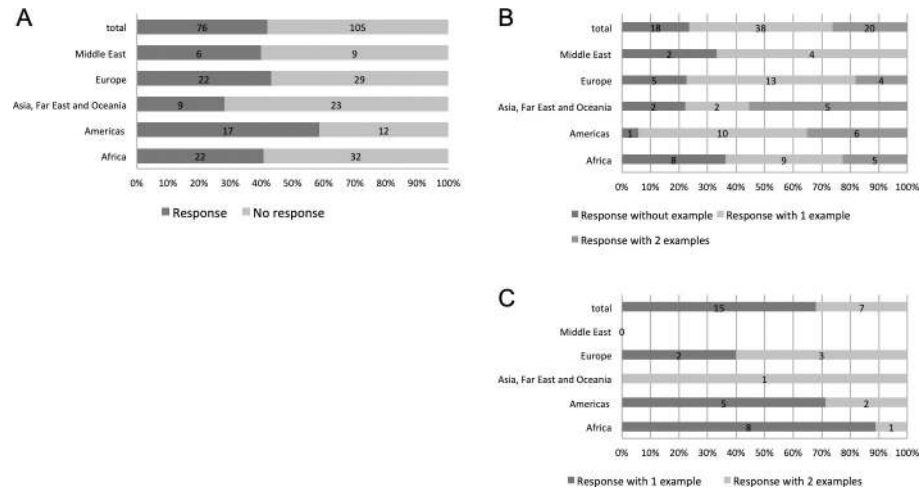 A
total 76 105
Middle East 6 9
Europe 22 29
Asia, Far East and Oceania 9 23
Americas 17 12
Africa 22 32
0% 10% 20% 30% 40% 50% 60% 70% 80% 90% 100%
Response No response
B
total 18 38 20
Middle East 2 4
Europe 5 13 4
Asia, Far East and Oceania 2 2 5
Americas 1 10 6
Africa 8 9 5
0% 10% 20% 30% 40% 50% 60% 70% 80% 90% 100%
Response without example Response with 1 example
Response with 2 examples
C
total 15 7
Middle East 0
Europe 2 3
Asia, Far East and Oceania 1
Americas 5 2
Africa 8 1
0% 10% 20% 30% 40% 50% 60% 70% 80% 90% 100%
Response with 1 example Response with 2 examples